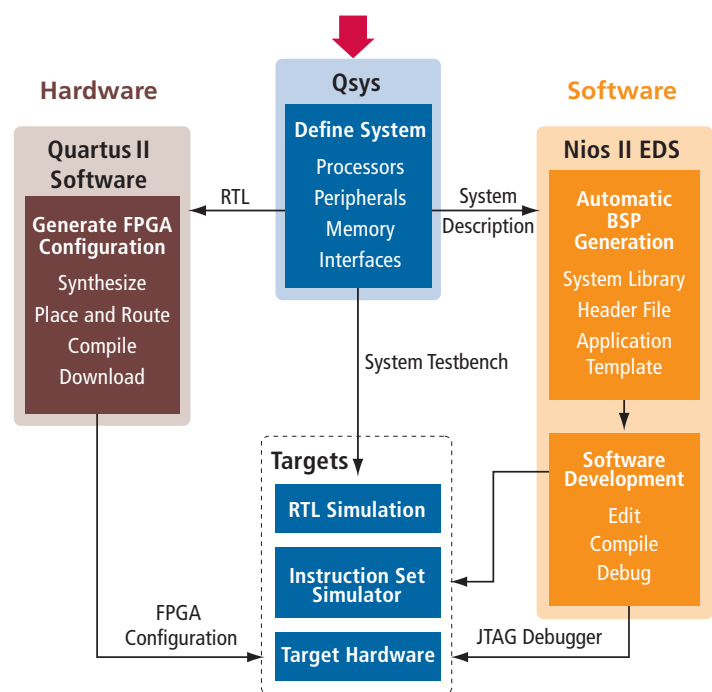 Hardware
Quartus II
Software
Generate FPGA
Configuration
Synthesize
Place and Route
Compile
Download
RTL
Qsys
Define System
Processors
Peripherals
Memory
Interfaces
System
Description
Software
Nios II EDS
Automatic
BSP
Generation
System Library
Header File
Application
Template
Software
Development
Edit
Compile
Debug
System Testbench
Targets
RTL Simulation
Instruction Set
Simulator
Target Hardware
FPGA
Configuration
JTAG Debugger